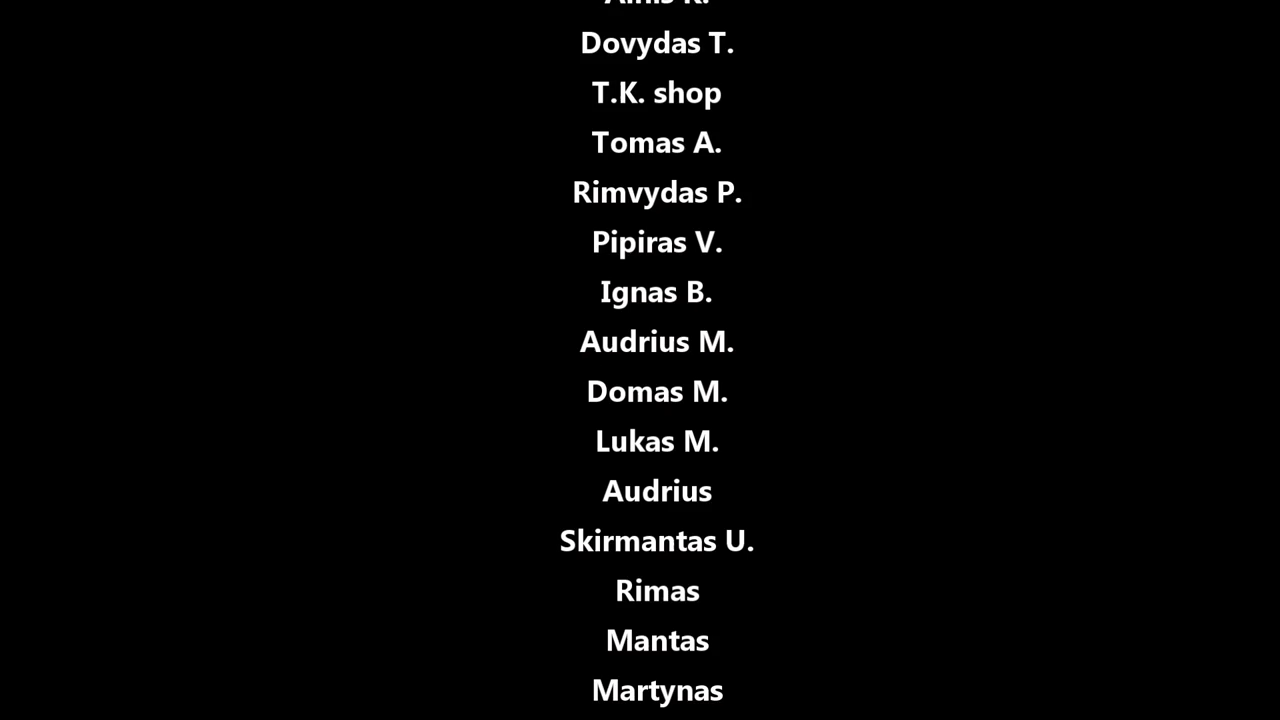 Dovydas T.
T.K. shop
Tomas A.
Rimvydas P.
Pipiras V.
Ignas B.
Audrius M.
Domas M.
Lukas M.
Audrius
Skirmantas U.
Rimas
Mantas
Martynas